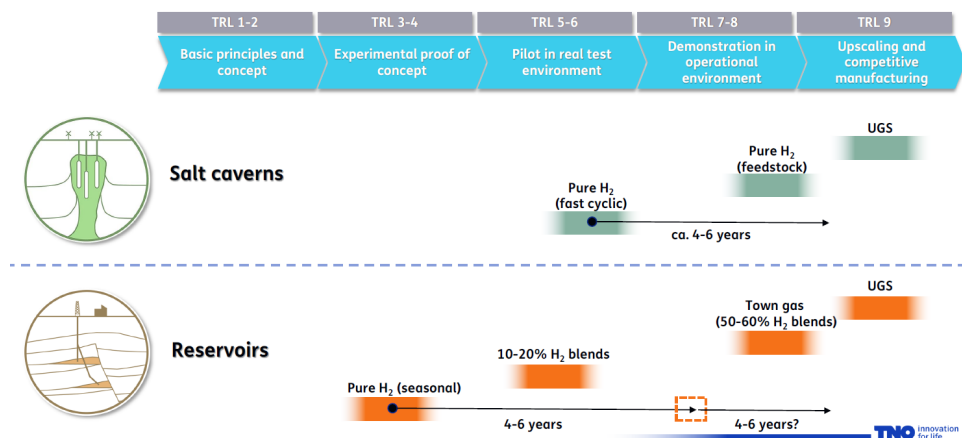 TRL 1-2
TRL 3-4
TRL 5-6
TRL 7-8
TRL 9
Basic principles and
concept
Experimental proof of
concept
Pilot in real test
environment
Demonstration in
operational
environment
Upscaling and
competitive
manufacturing
Salt caverns
UGS
Pure H₂
(feedstock)
Pure H₂
(fast cyclic)
ca. 4-6 years
Reservoirs
UGS
Town gas
(50-60% H₂ blends)
10-20% H₂ blends
Pure H₂ (seasonal)
4-6 years
4-6 years?
TNO innovation
for life